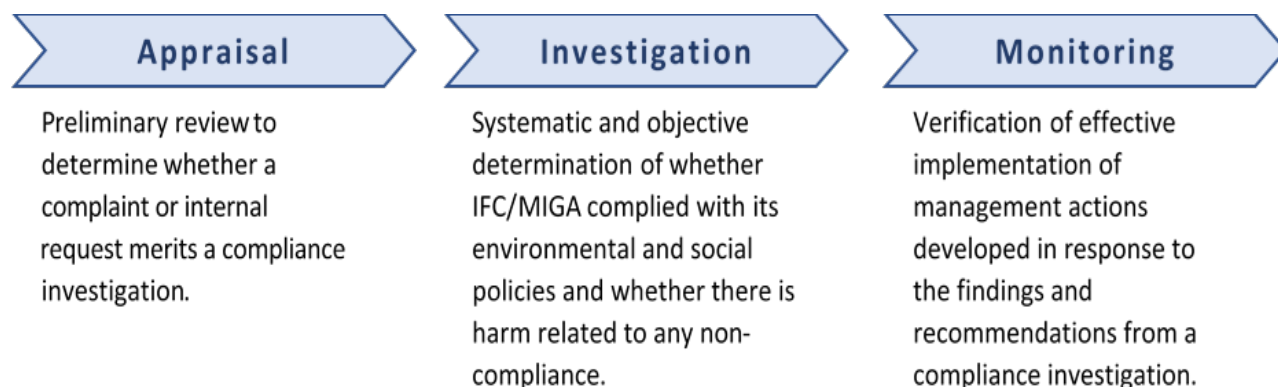 Appraisal
Preliminary review to
determine whether a
complaint or internal
request merits a compliance
investigation.
Investigation
Systematic and objective
determination of whether
IFC/MIGA complied with its
environmental and social
policies and whether there is
harm related to any non-
compliance.
Monitoring
Verification of effective
implementation of
management actions
developed in response to
the findings and
recommendations from a
compliance investigation.